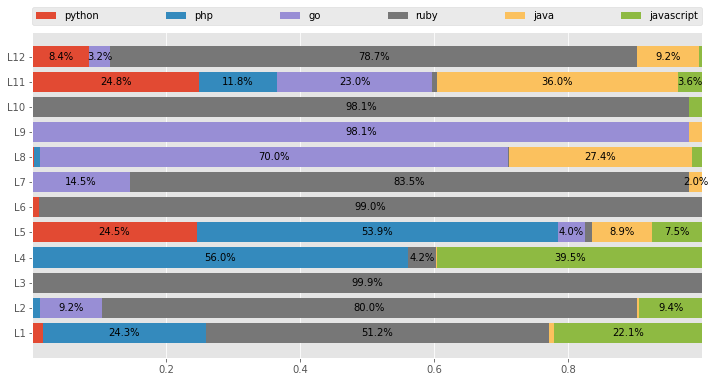 python php go ruby java javascript
L12 8.4% 3.2% 78.7% 9.2%
L11 24.8% 11.8% 23.0% 36.0% 3.6%
L10 98.1%
L9 98.1%
L8 70.0% 27.4%
L7 14.5% 83.5% 2.0%
L6 99.0%
L5 24.5% 53.9% 4.0% 8.9% 7.5%
L4 56.0% 4.2% 39.5%
L3 99.9%
L2 9.2% 80.0% 9.4%
L1 24.3% 51.2% 22.1%
0.2 0.4 0.6 0.8